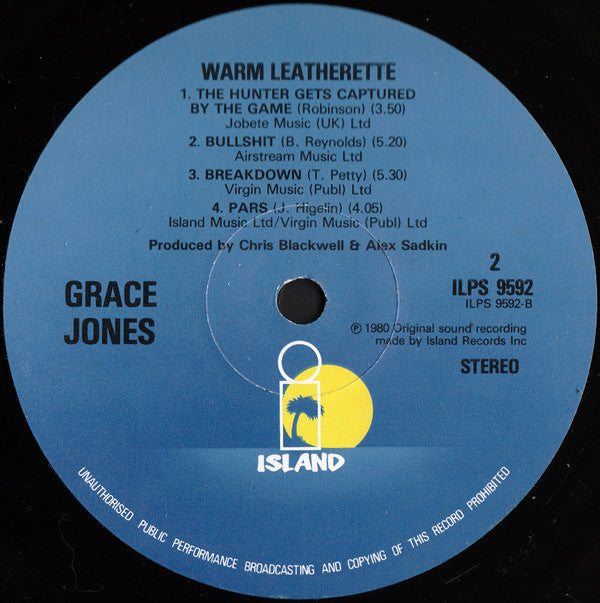 WARM LEATHERETTE
1. THE HUNTER GETS CAPTURED
BY THE GAME (Robinson) (3.50)
Jobete Music (UK) Ltd
2. BULLSHIT (B. Reynolds) (5.20)
Airstream Music Ltd
3. BREAKDOWN (T. Petty) (5.30)
Virgin Music (Publ) Ltd
4. PARS (J. Higelin) (4.05)
Island Music Ltd/Virgin Music (Publ) Ltd
Produced by Chris Blackwell & Alex Sadkin
GRACE
JONES
2
ILPS 9592
ILPS 9592-B
℗ 1980 Original sound recording
made by Island Records Inc
STEREO
ISLAND
UNAUTHORISED PUBLIC PERFORMANCE BROADCASTING AND COPYING OF THIS RECORD PROHIBITED